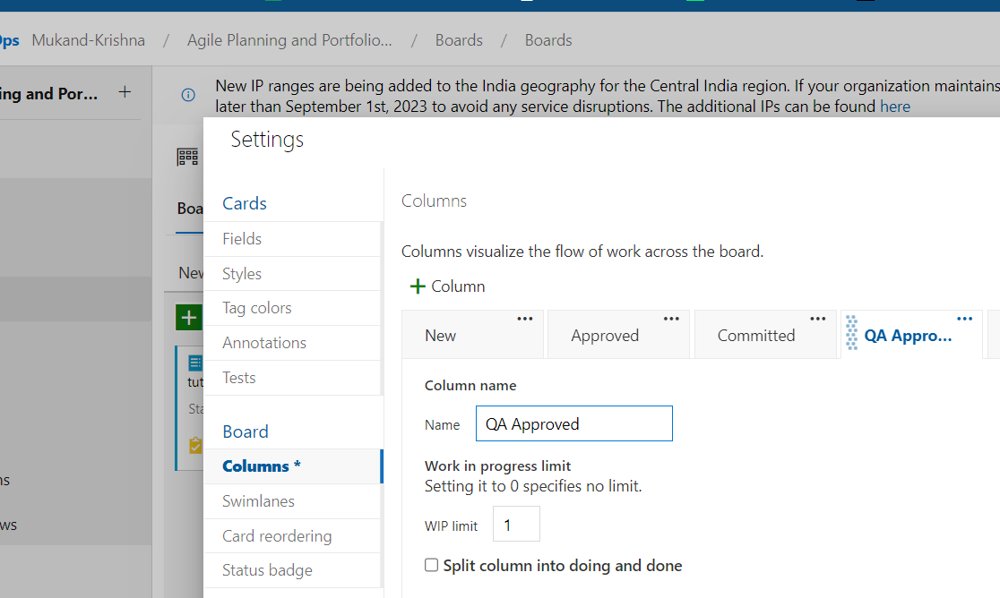 Ops Mukand-Krishna / Agile Planning and Portfolio... / Boards / Boards
ing and Por... +
New IP ranges are being added to the India geography for the Central India region. If your organization maintains
later than September 1st, 2023 to avoid any service disruptions. The additional IPs can be found here
Settings
Boa
New
tut
Sta
ns
ws
Cards
Fields
Styles
Tag colors
Annotations
Tests
Board
Columns *
Swimlanes
Card reordering
Status badge
Columns
Columns visualize the flow of work across the board.
+ Column
New ... Approved ... Committed ... QA Appro... ...
Column name
Name QA Approved
Work in progress limit
Setting it to 0 specifies no limit.
WIP limit 1
Split column into doing and done